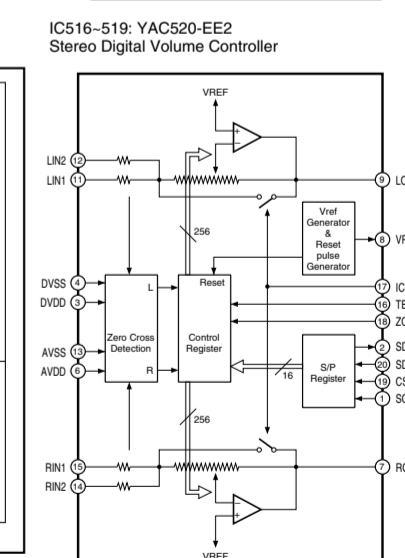 IC516~519: YAC520-EE2
Stereo Digital Volume Controller
VREF
LIN2 12
LIN1 11
9
256
Vref
Generator
&
Reset
pulse
Generator
8
DVSS 4
DVDD 3
L
Reset
17 IC
16
18
Zero Cross
Detection
Control
Register
S/P
Register
16
2
20
19
1
AVSS 13
AVDD 6
R
256
RIN1 15
RIN2 14
7
VREF